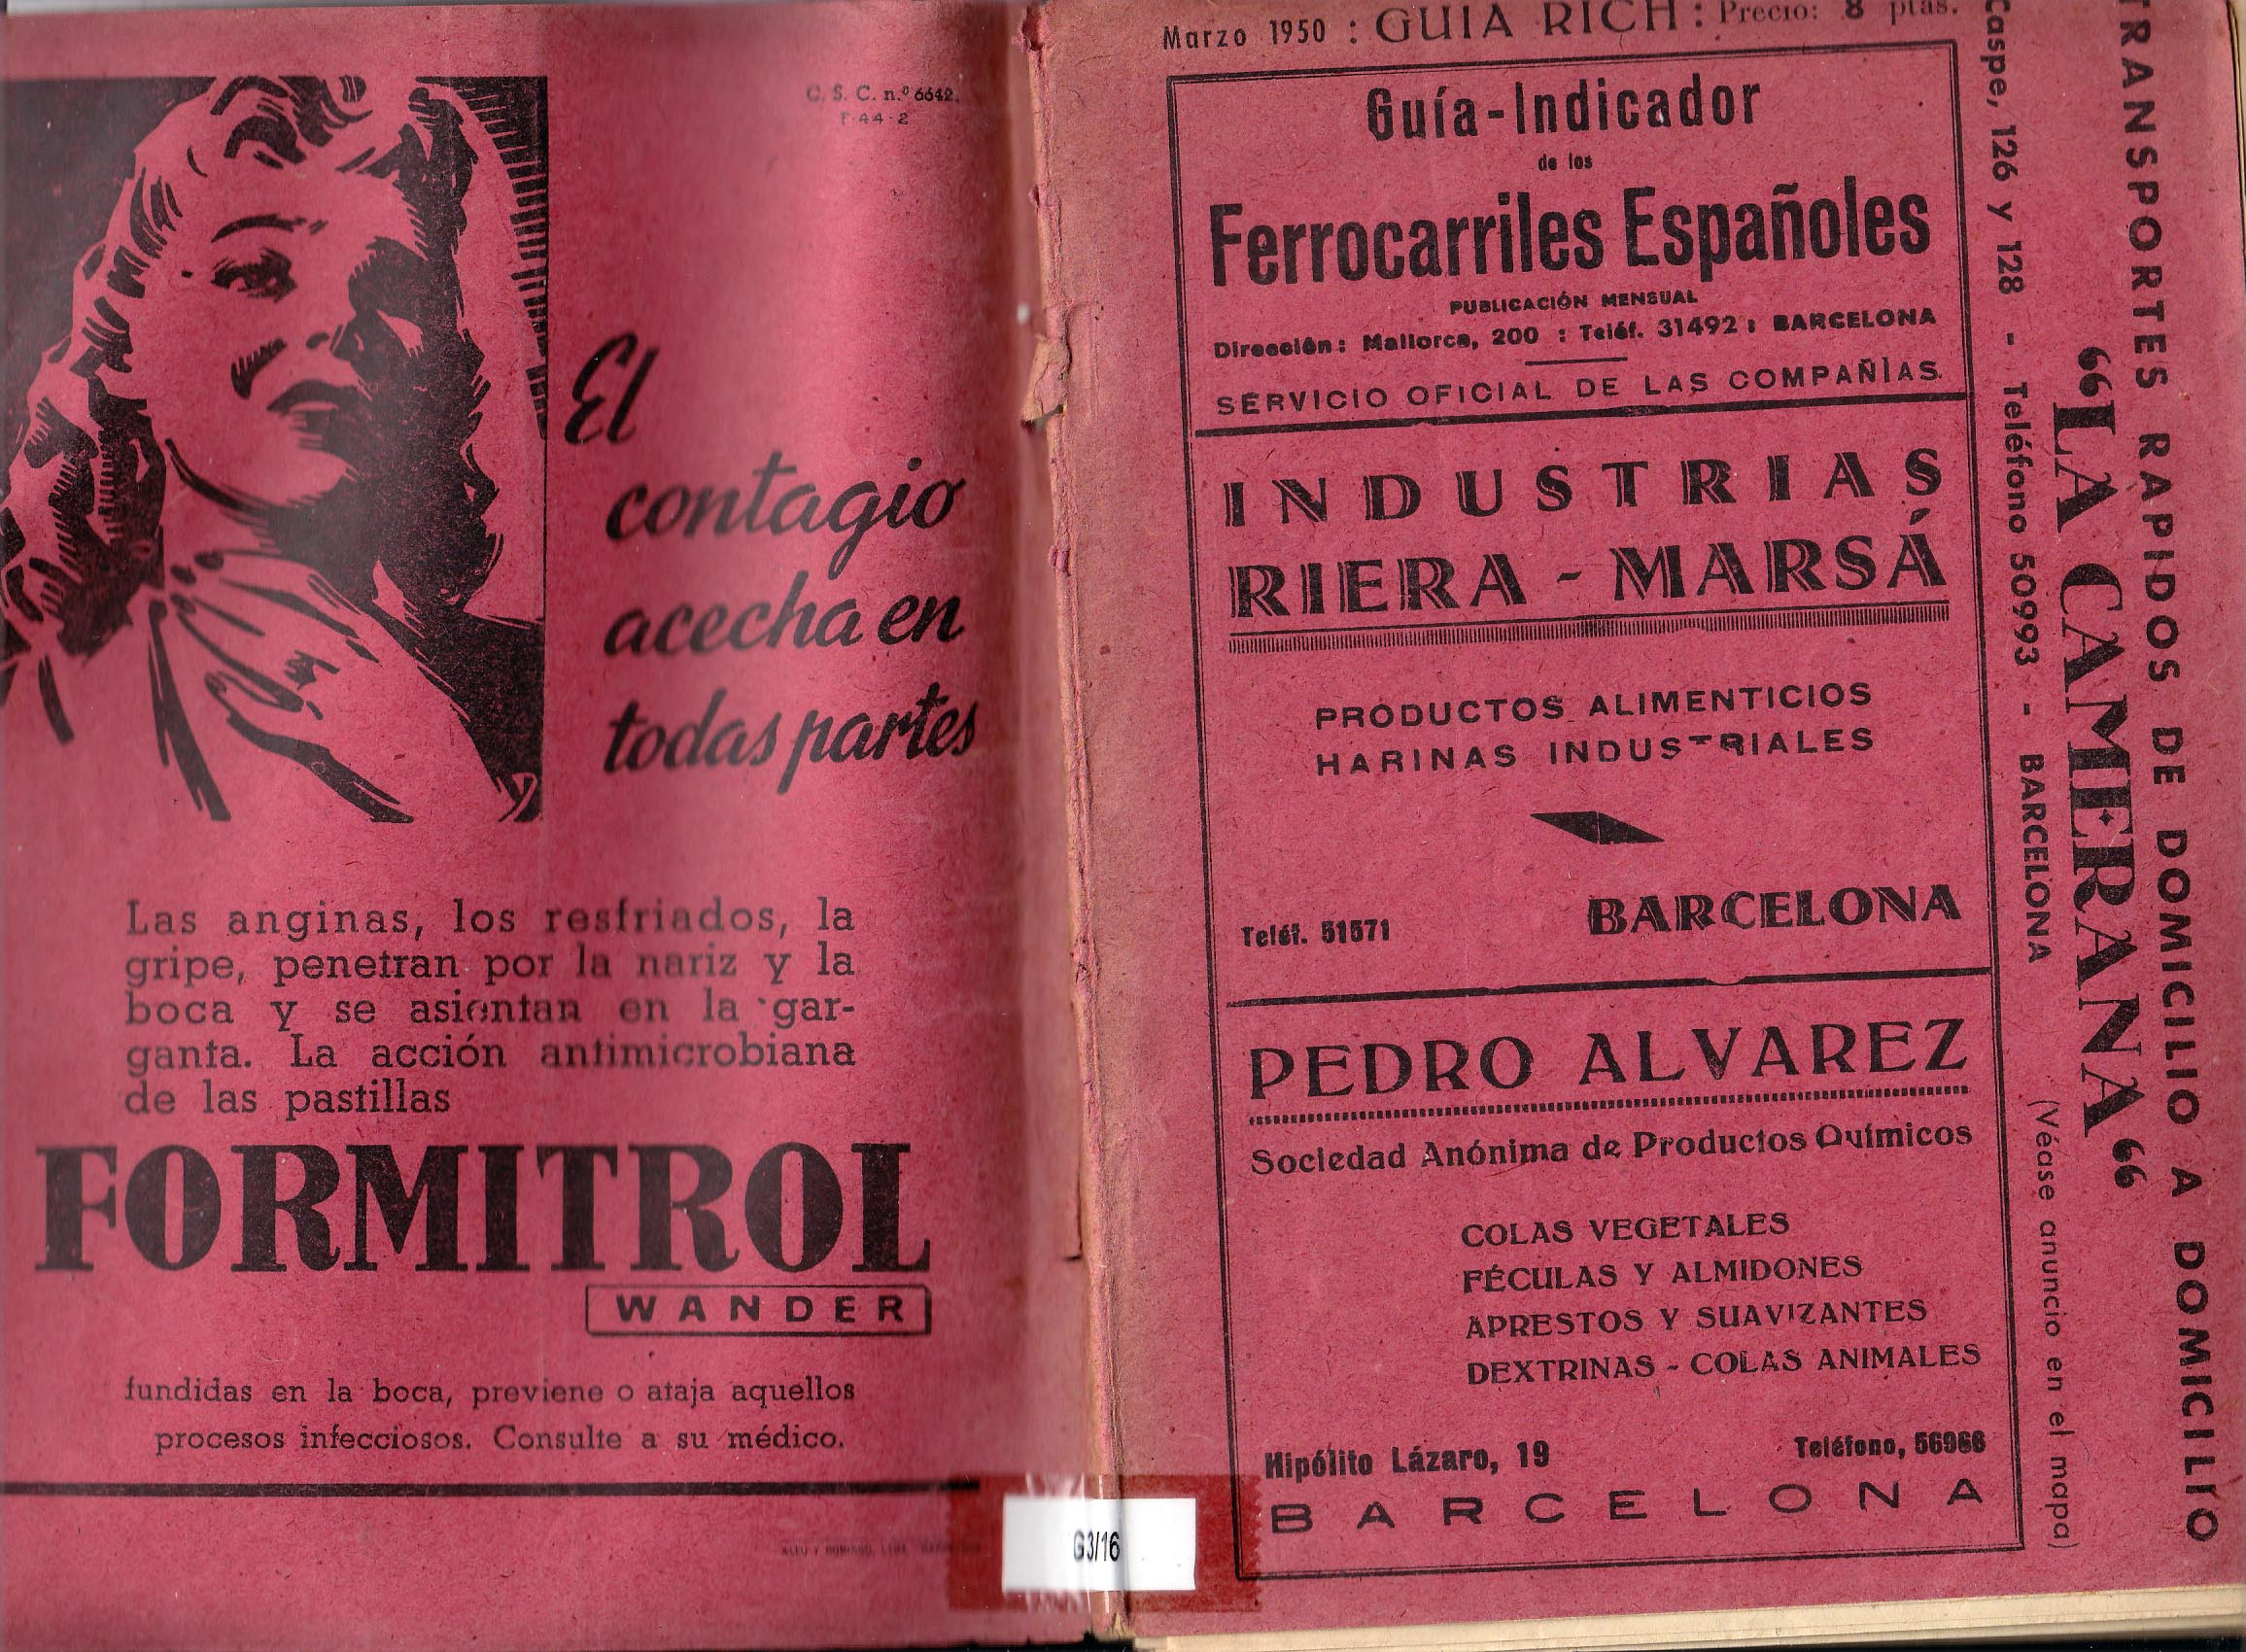 C. S. C. n.º 6642.
F-44-2
El
contagio
acecha en
todas partes
Las anginas, los resfriados, la
gripe, penetran por la nariz y la
boca y se asientan en la gar-
ganta. La acción antimicrobiana
de las pastillas
FORMITROL
WANDER
fundidas en la boca, previene o ataja aquellos
procesos infecciosos. Consulte a su médico.
G3/16
Marzo 1950 : GUIA RICH : Precio: 8 ptas.
Guía-Indicador
de los
Ferrocarriles Españoles
PUBLICACIÓN MENSUAL
Dirección: Mallorca, 200 : Teléf. 31492 : BARCELONA
SERVICIO OFICIAL DE LAS COMPAÑIAS.
INDUSTRIAS
RIERA - MARSÁ
PRODUCTOS ALIMENTICIOS
HARINAS INDUSTRIALES
Teléf. 51571
BARCELONA
PEDRO ALVAREZ
Sociedad Anónima de Productos Químicos
COLAS VEGETALES
FÉCULAS Y ALMIDONES
APRESTOS Y SUAVIZANTES
DEXTRINAS - COLAS ANIMALES
Hipólito Lázaro, 19
Teléfono, 56966
BARCELONA
TRANSPORTES RAPIDOS DE DOMICILIO A DOMICILIO
“LA CAMERANA“
Caspe, 126 y 128 - Teléfono 50993 - BARCELONA
(Véase anuncio en el mapa)